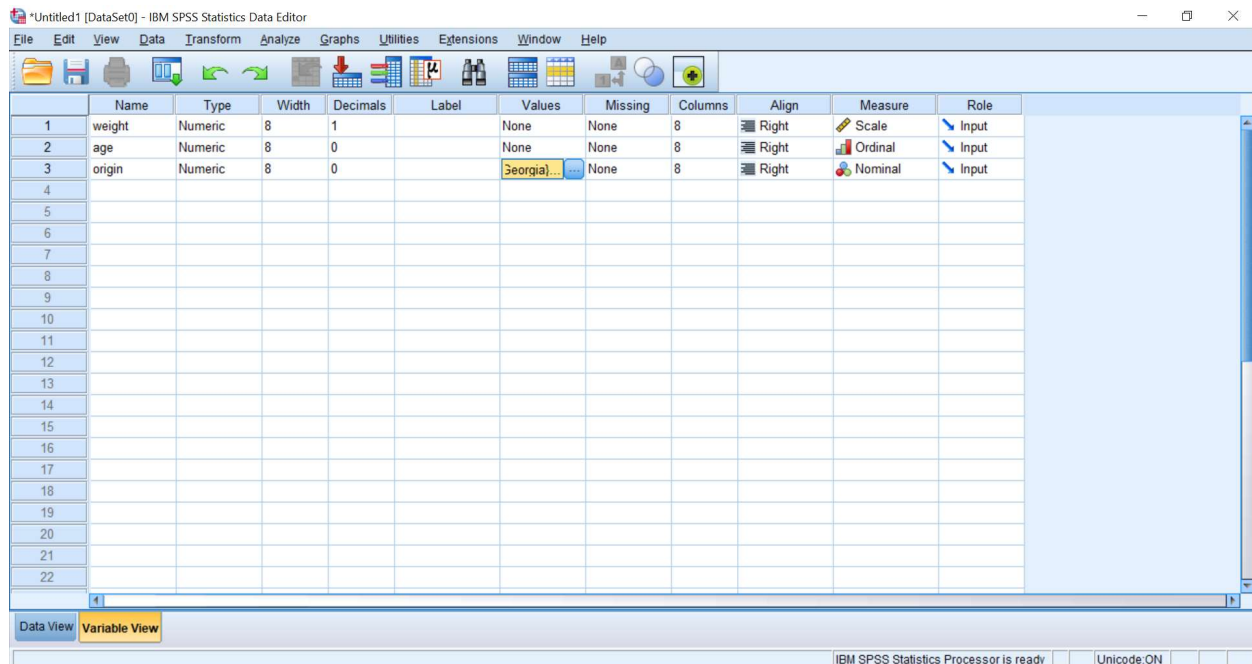 *Untitled1 [DataSet0] - IBM SPSS Statistics Data Editor
File Edit View Data Transform Analyze Graphs Utilities Extensions Window Help
Name Type Width Decimals Label Values Missing Columns Align Measure Role
1 weight Numeric 8 1 None None 8 Right Scale Input
2 age Numeric 8 0 None None 8 Right Ordinal Input
3 origin Numeric 8 0 Georgia}... ... None 8 Right Nominal Input
4
5
6
7
8
9
10
11
12
13
14
15
16
17
18
19
20
21
22
Data View Variable View
IBM SPSS Statistics Processor is ready Unicode:ON